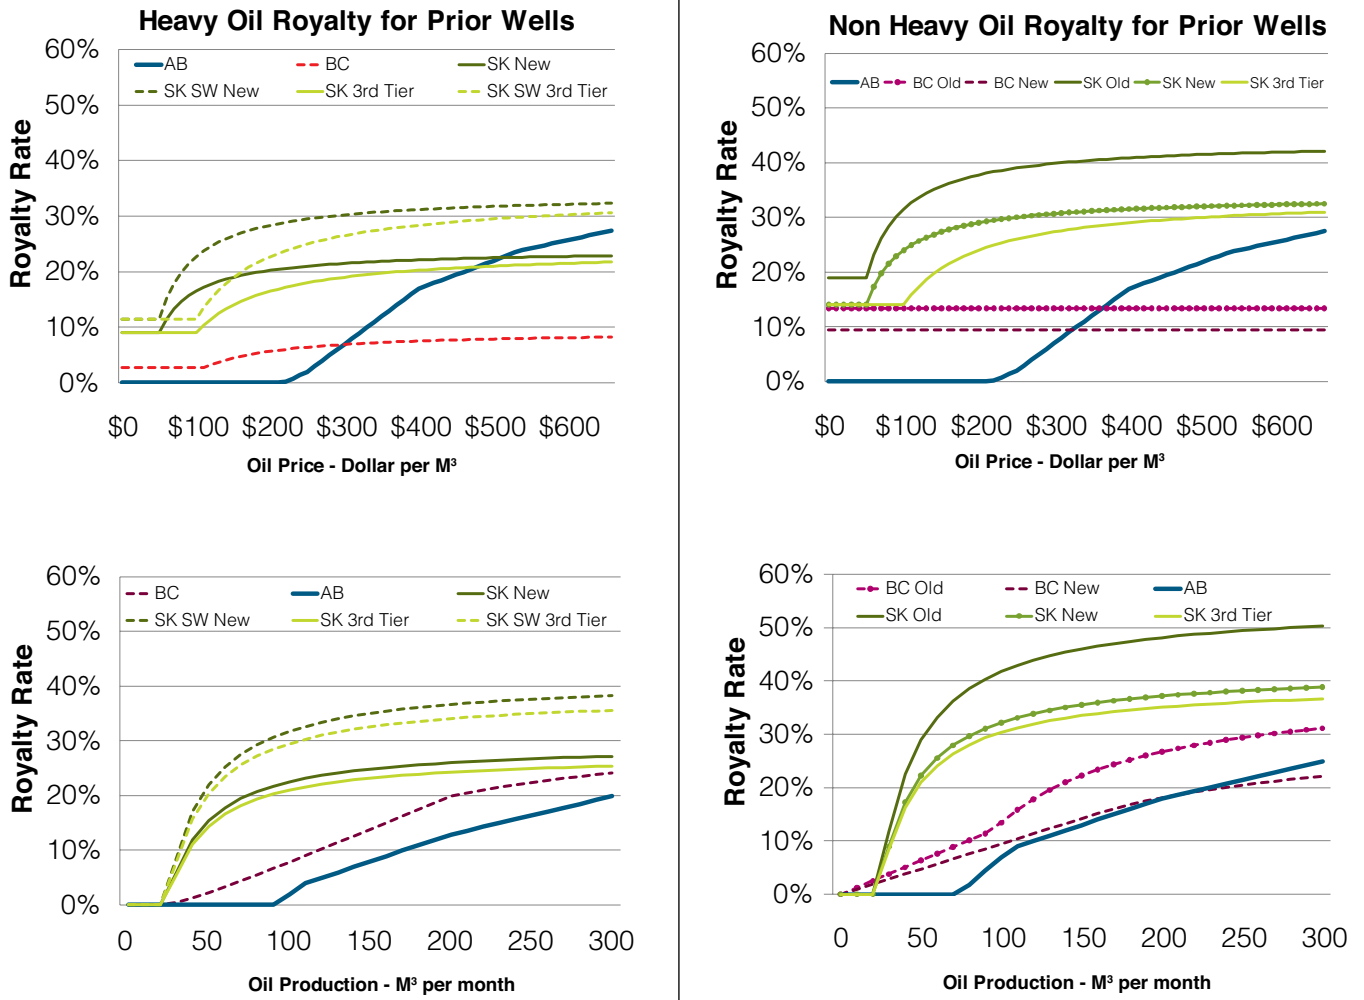 Heavy Oil Royalty for Prior Wells
60%
50%
40%
30%
20%
10%
0%
Royalty Rate
AB BC SK New
SK SW New SK 3rd Tier SK SW 3rd Tier
$0 $100 $200 $300 $400 $500 $600
Oil Price - Dollar per M³
Non Heavy Oil Royalty for Prior Wells
60%
50%
40%
30%
20%
10%
0%
Royalty Rate
AB BC Old BC New SK Old SK New SK 3rd Tier
$0 $100 $200 $300 $400 $500 $600
Oil Price - Dollar per M³
60%
50%
40%
30%
20%
10%
0%
Royalty Rate
BC AB SK New
SK SW New SK 3rd Tier SK SW 3rd Tier
0 50 100 150 200 250 300
Oil Production - M³ per month
60%
50%
40%
30%
20%
10%
0%
Royalty Rate
BC Old BC New AB
SK Old SK New SK 3rd Tier
0 50 100 150 200 250 300
Oil Production - M³ per month